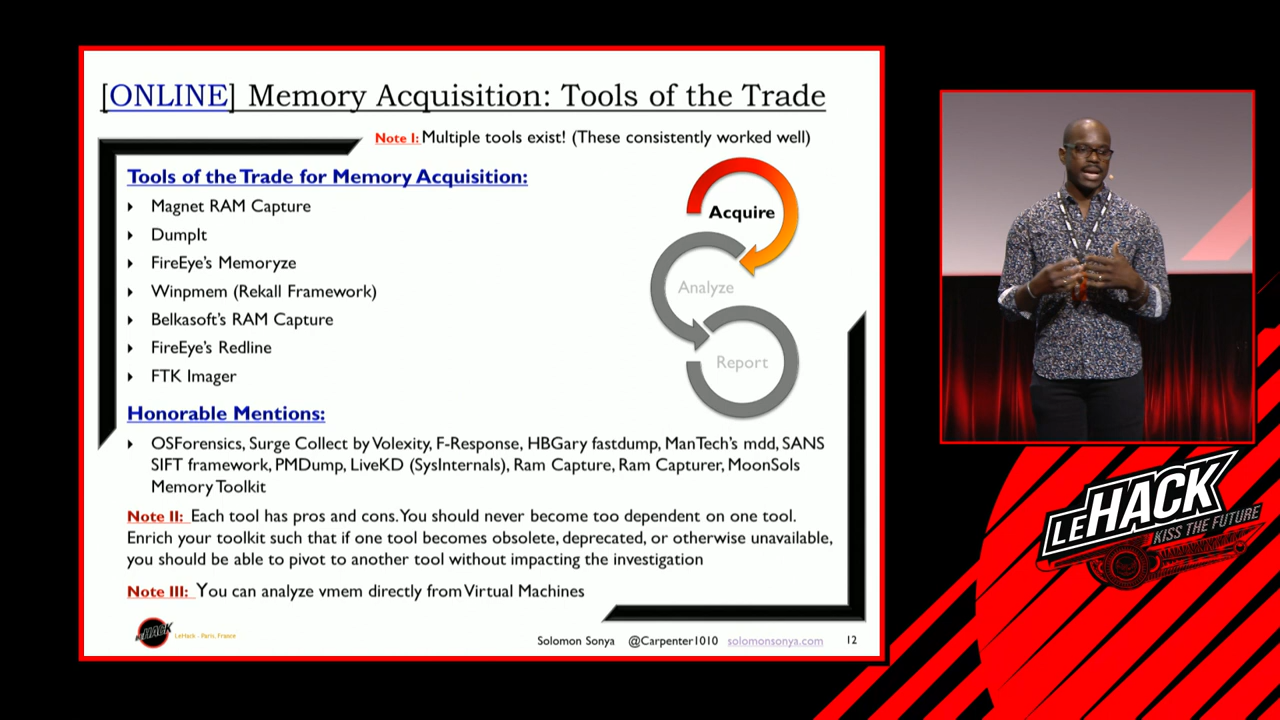 [ONLINE] Memory Acquisition: Tools of the Trade
Note I: Multiple tools exist! (These consistently worked well)
Tools of the Trade for Memory Acquisition:
Magnet RAM Capture
DumpIt
FireEye's Memoryze
Winpmem (Rekall Framework)
Belkasoft's RAM Capture
FireEye's Redline
FTK Imager
Acquire
Analyze
Report
Honorable Mentions:
OSForensics, Surge Collect by Volexity, F-Response, HBGary fastdump, ManTech's mdd, SANS
SIFT framework, PMDump, LiveKD (SysInternals), Ram Capture, Ram Capturer, MoonSols
Memory Toolkit
Note II: Each tool has pros and cons. You should never become too dependent on one tool.
Enrich your toolkit such that if one tool becomes obsolete, deprecated, or otherwise unavailable,
you should be able to pivot to another tool without impacting the investigation
Note III: You can analyze vmem directly from Virtual Machines
LEHACK
LeHack - Paris, France
Solomon Sonya @Carpenter1010 solomonsonya.com 12
LEHACK
KISS THE FUTURE